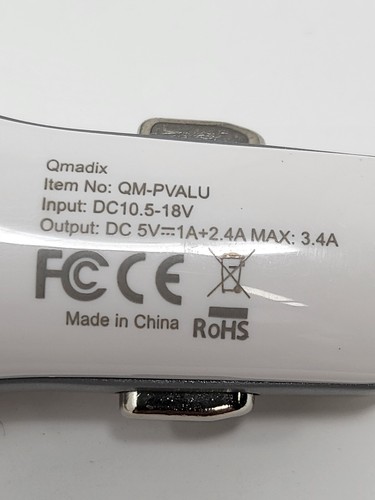 Qmadix
Item No: QM-PVALU
Input: DC10.5-18V
Output: DC 5V⎓1A+2.4A MAX: 3.4A
FC CE
Made in China RoHS